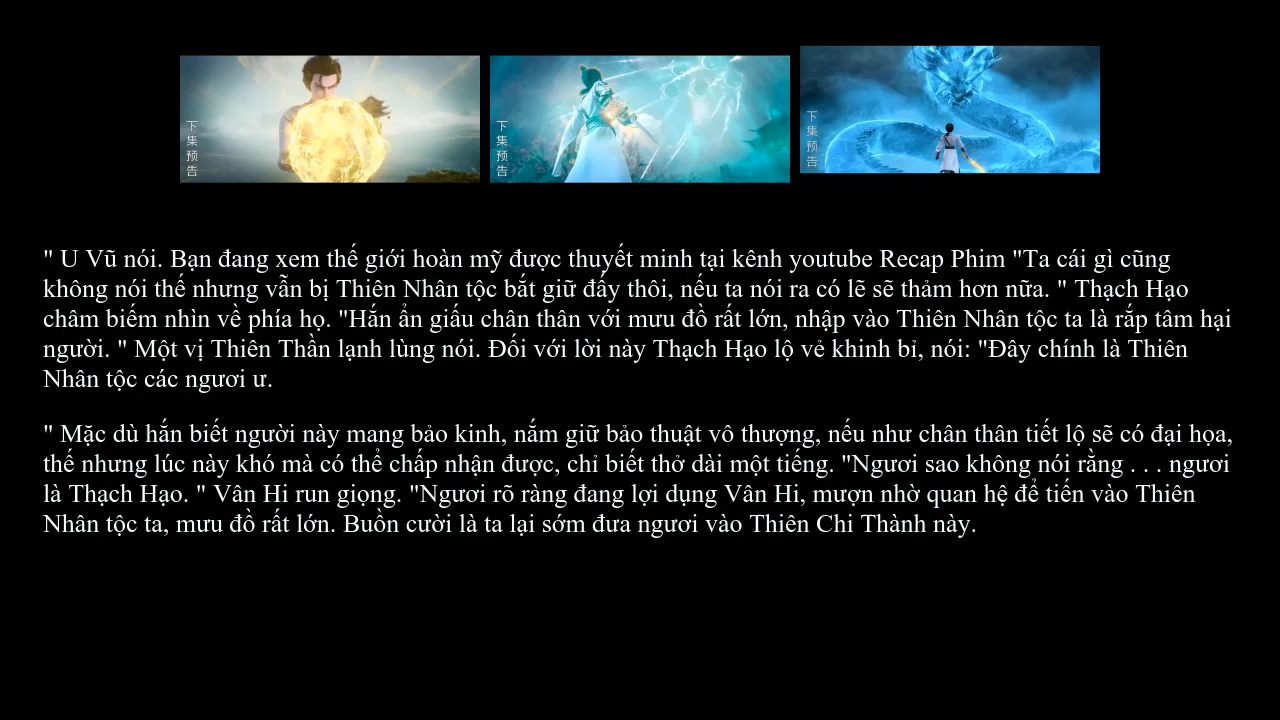 下集预告
下集预告
下集预告
" U Vũ nói. Bạn đang xem thế giới hoàn mỹ được thuyết minh tại kênh youtube Recap Phim "Ta cái gì cũng
không nói thế nhưng vẫn bị Thiên Nhân tộc bắt giữ đấy thôi, nếu ta nói ra có lẽ sẽ thảm hơn nữa. " Thạch Hạo
châm biếm nhìn về phía họ. "Hắn ẩn giấu chân thân với mưu đồ rất lớn, nhập vào Thiên Nhân tộc ta là rắp tâm hại
người. " Một vị Thiên Thần lạnh lùng nói. Đối với lời này Thạch Hạo lộ vẻ khinh bỉ, nói: "Đây chính là Thiên
Nhân tộc các ngươi ư.
" Mặc dù hắn biết người này mang bảo kinh, nắm giữ bảo thuật vô thượng, nếu như chân thân tiết lộ sẽ có đại họa,
thế nhưng lúc này khó mà có thể chấp nhận được, chỉ biết thở dài một tiếng. "Ngươi sao không nói rằng . . . ngươi
là Thạch Hạo. " Vân Hi run giọng. "Ngươi rõ ràng đang lợi dụng Vân Hi, mượn nhờ quan hệ để tiến vào Thiên
Nhân tộc ta, mưu đồ rất lớn. Buồn cười là ta lại sớm đưa ngươi vào Thiên Chi Thành này.